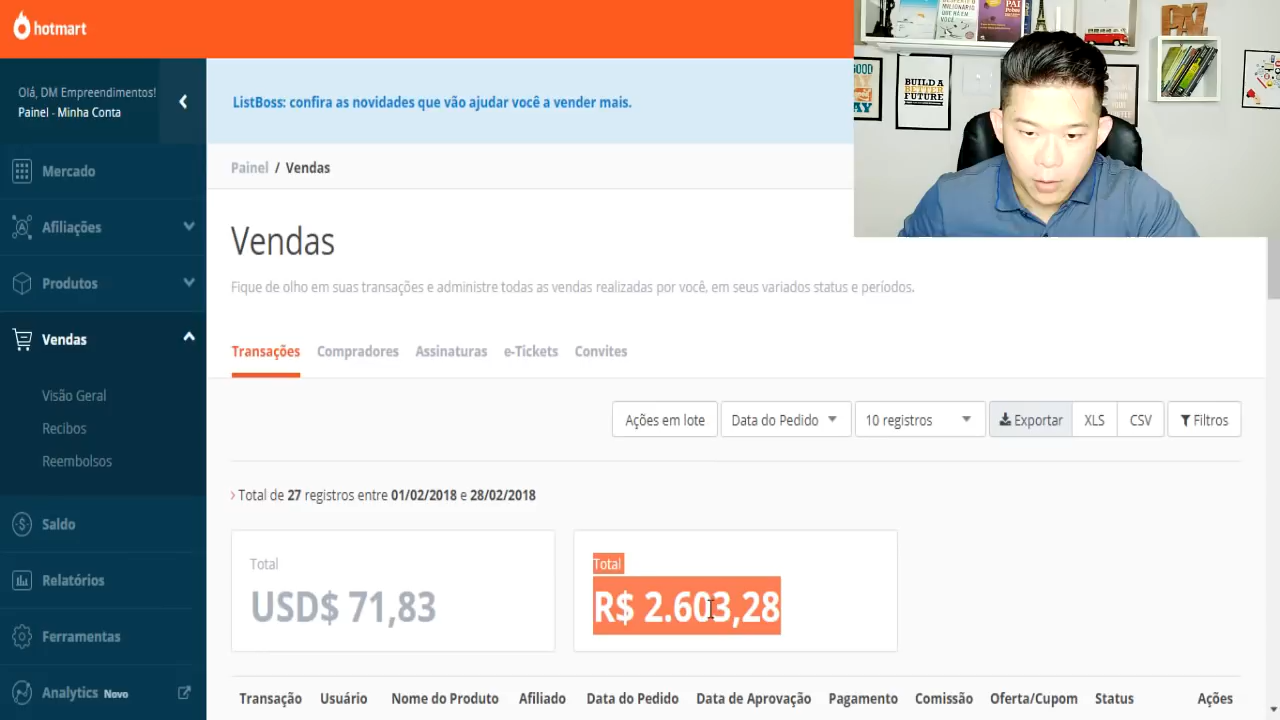 hotmart
Olá, DM Empreendimentos!
Painel - Minha Conta
Mercado
Afiliações
Produtos
Vendas
Visão Geral
Recibos
Reembolsos
Saldo
Relatórios
Ferramentas
Analytics Novo
ListBoss: confira as novidades que vão ajudar você a vender mais.
Painel / Vendas
Vendas
Fique de olho em suas transações e administre todas as vendas realizadas por você, em seus variados status e períodos.
Transações Compradores Assinaturas e-Tickets Convites
Ações em lote Data do Pedido 10 registros Exportar XLS CSV Filtros
Total de 27 registros entre 01/02/2018 e 28/02/2018
Total
USD$ 71,83
Total
R$ 2.603,28
Transação Usuário Nome do Produto Afiliado Data do Pedido Data de Aprovação Pagamento Comissão Oferta/Cupom Status Ações
BUILD A
BETTER
FUTURE
PAZ